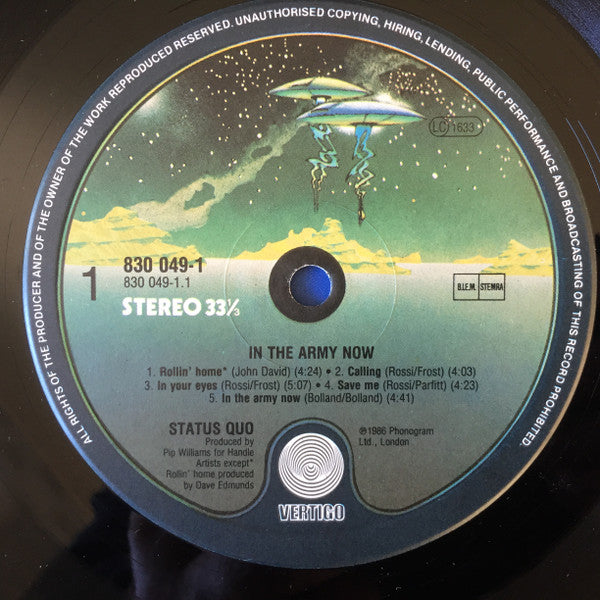 ALL RIGHTS OF THE PRODUCER AND OF THE OWNER OF THE WORK REPRODUCED RESERVED. UNAUTHORISED COPYING, HIRING, LENDING, PUBLIC PERFORMANCE AND BROADCASTING OF THIS RECORD PROHIBITED.
LC 1633
1
830 049-1
830 049-1.1
STEREO 33⅓
B.I.E.M. STEMRA
IN THE ARMY NOW
1. Rollin' home* (John David) (4:24) • 2. Calling (Rossi/Frost) (4:03)
3. In your eyes (Rossi/Frost) (5:07) • 4. Save me (Rossi/Parfitt) (4:23)
5. In the army now (Bolland/Bolland) (4:41)
STATUS QUO
Produced by
Pip Williams for Handle
Artists except*
Rollin' home produced
by Dave Edmunds
℗1986 Phonogram
Ltd., London
VERTIGO